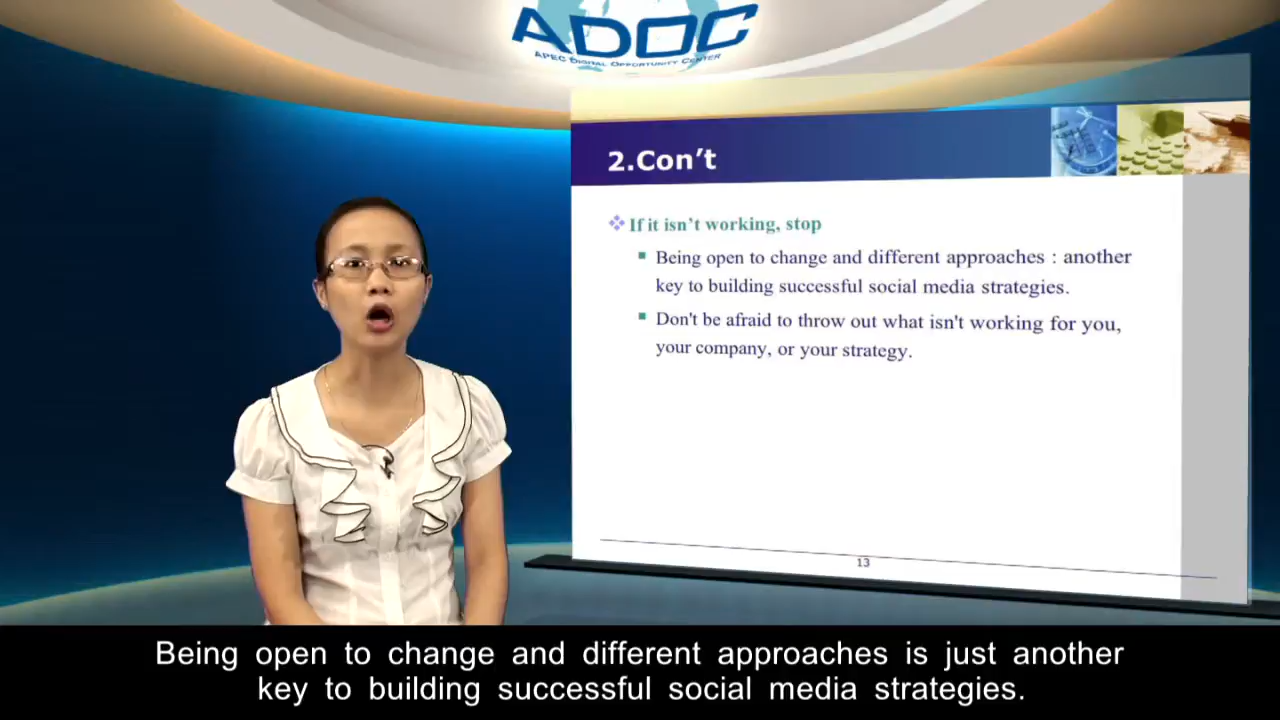 ADOC
APEC DIGITAL OPPORTUNITY CENTER
2.Con't
If it isn't working, stop
Being open to change and different approaches : another
key to building successful social media strategies.
Don't be afraid to throw out what isn't working for you,
your company, or your strategy.
13
Being open to change and different approaches is just another
key to building successful social media strategies.